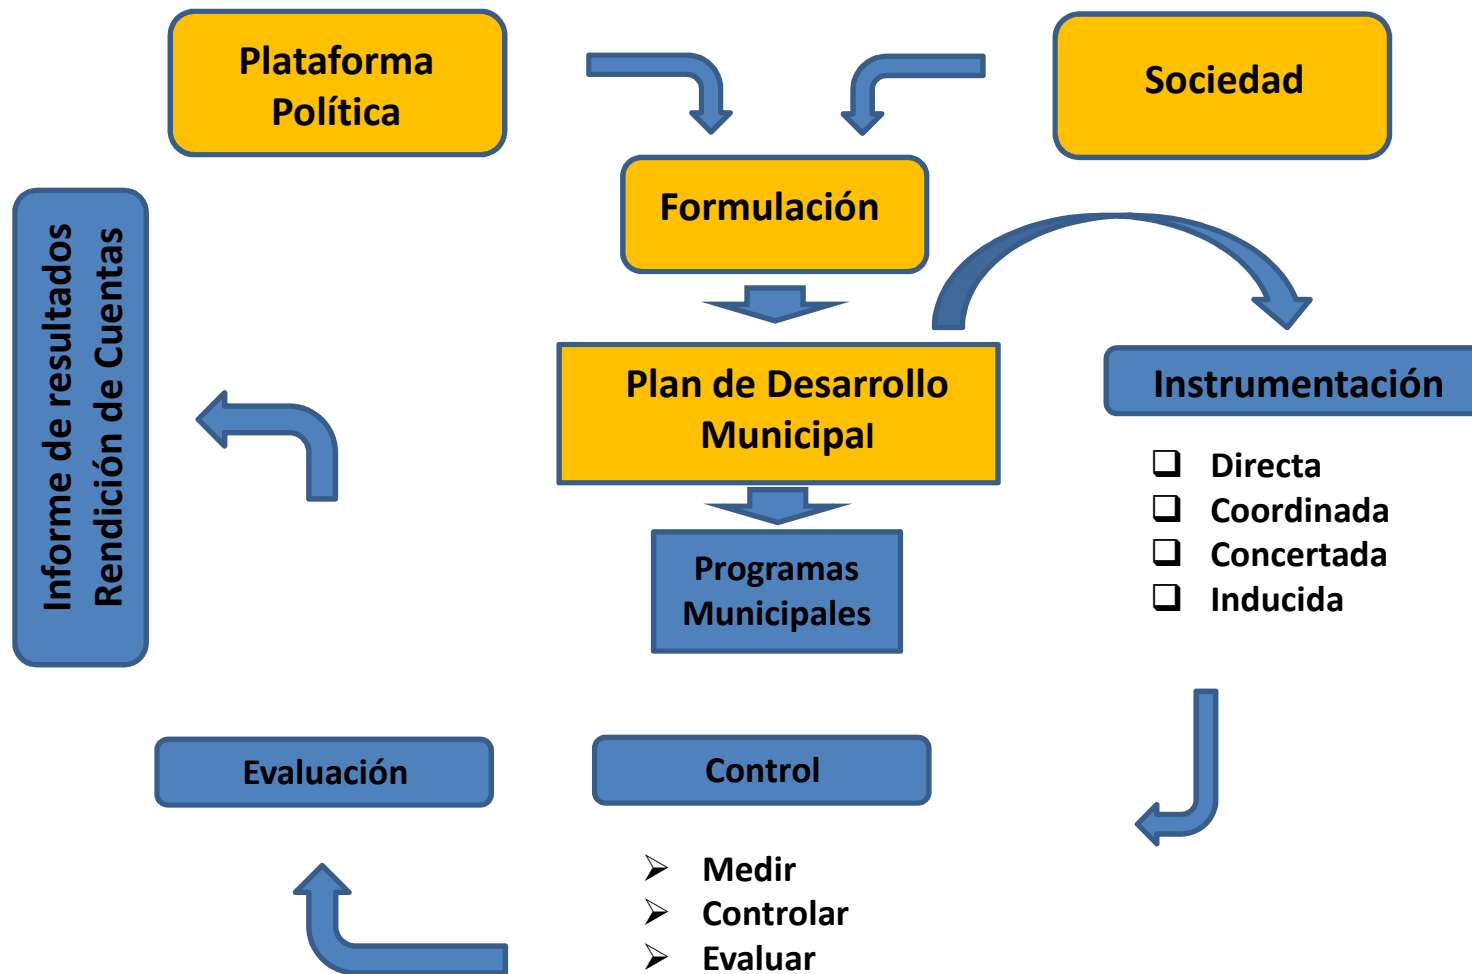 Plataforma
Política
Sociedad
Formulación
Informe de resultados
Rendición de Cuentas
Plan de Desarrollo
Municipal
Instrumentación
❑ Directa
❑ Coordinada
❑ Concertada
❑ Inducida
Programas
Municipales
Evaluación
Control
➢ Medir
➢ Controlar
➢ Evaluar